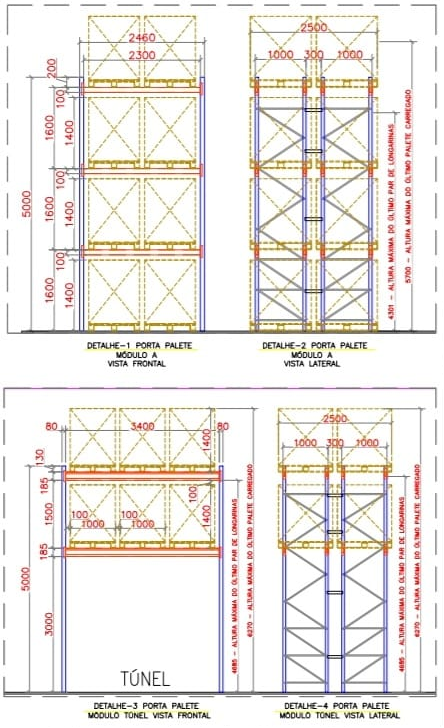 2460
2300
200
100
1600
1400
100
1600
1400
100
1600
1400
5000
2500
1000 300 1000
4301 - ALTURA MÁXIMA DO ÚLTIMO PAR DE LONGARINAS
5700 - ALTURA MÁXIMA DO ÚLTIMO PALETE CARREGADO
DETALHE-1 PORTA PALETE
MÓDULO A
VISTA FRONTAL
DETALHE-2 PORTA PALETE
MÓDULO A
VISTA LATERAL
80 3400 80
1400
130
185
1500
100 100
1000 1000
100
1400
185
5000
3000
4685 - ALTURA MÁXIMA DO ÚLTIMO PAR DE LONGARINAS
6270 - ALTURA MÁXIMA DO ÚLTIMO PALETE CARREGADO
TÚNEL
2500
1000 300 1000
4685 - ALTURA MÁXIMA DO ÚLTIMO PAR DE LONGARINAS
6270 - ALTURA MÁXIMA DO ÚLTIMO PALETE CARREGADO
DETALHE-3 PORTA PALETE
MÓDULO TÚNEL VISTA FRONTAL
DETALHE-4 PORTA PALETE
MÓDULO TÚNEL VISTA LATERAL